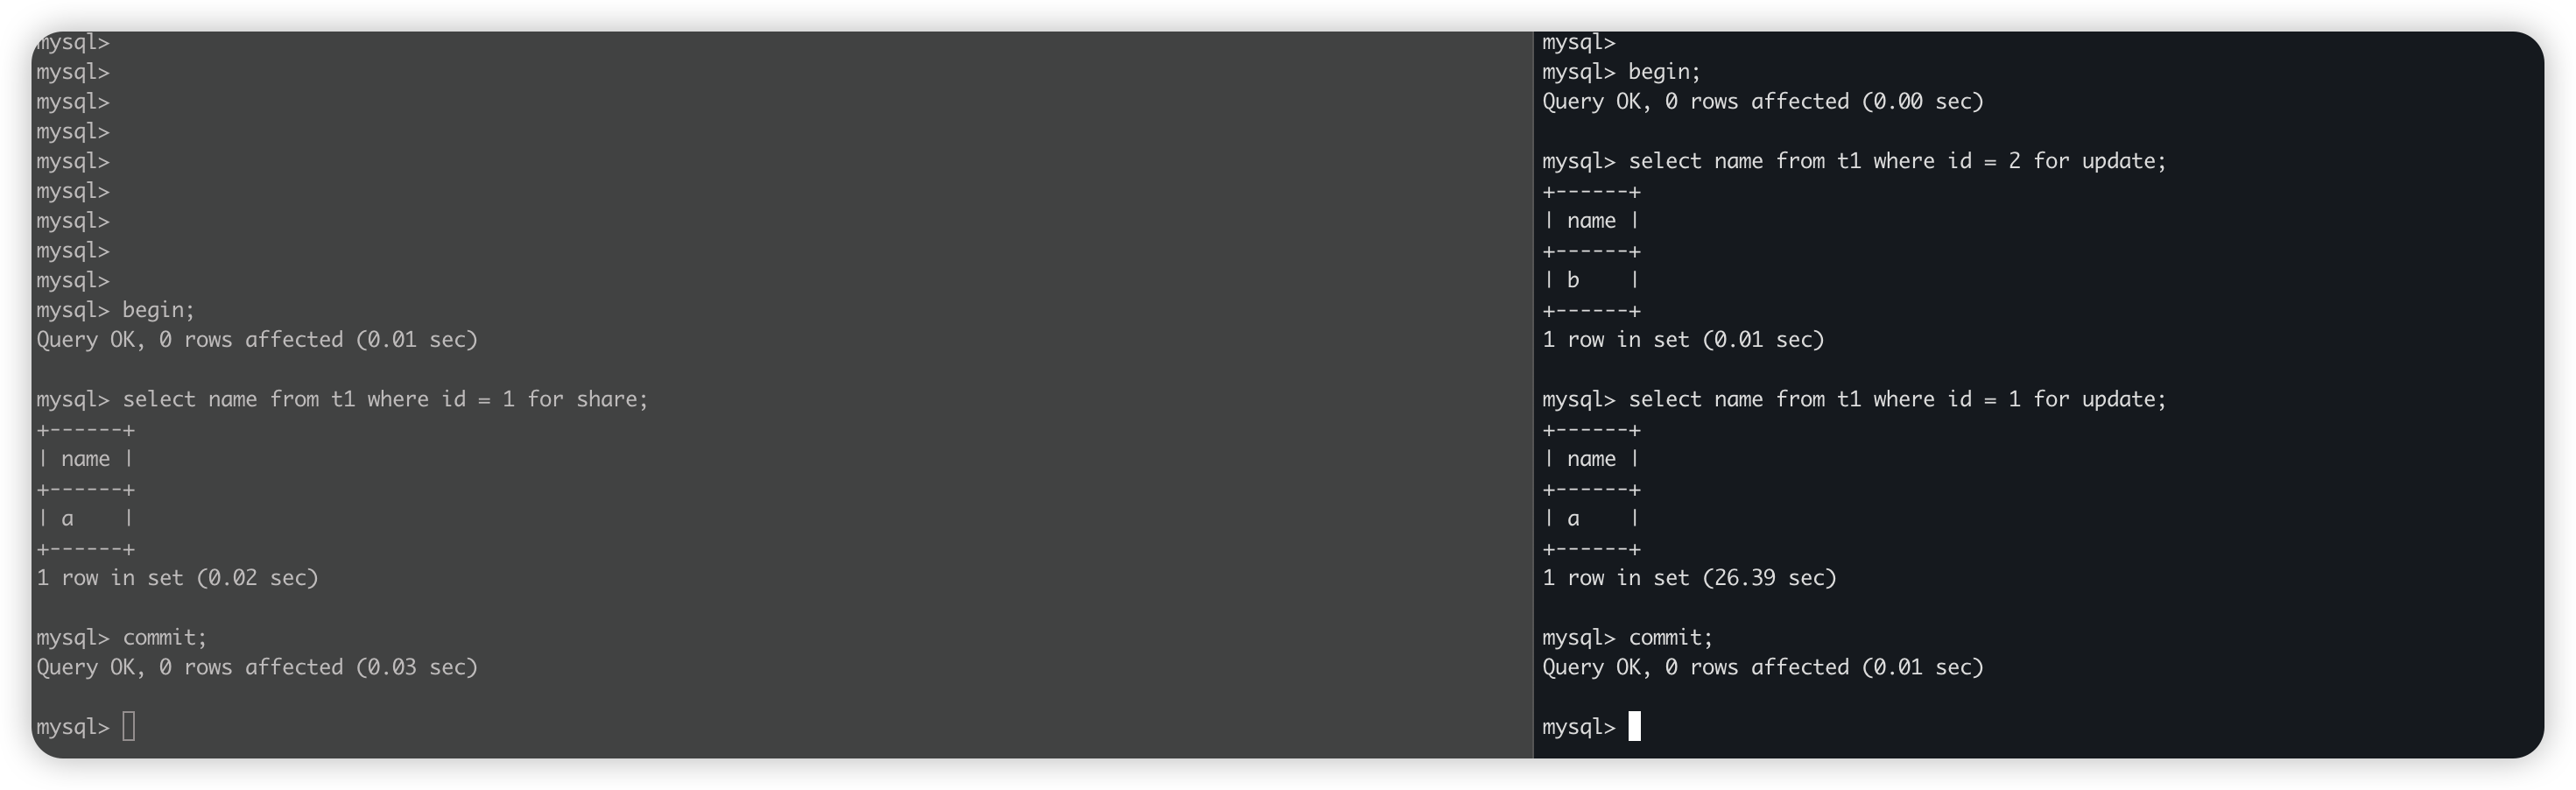 mysql>
mysql>
mysql>
mysql>
mysql>
mysql>
mysql>
mysql>
mysql>
mysql> begin;
Query OK, 0 rows affected (0.01 sec)
mysql> select name from t1 where id = 1 for share;
+------+
| name |
+------+
| a    |
+------+
1 row in set (0.02 sec)
mysql> commit;
Query OK, 0 rows affected (0.03 sec)
mysql>
mysql>
mysql> begin;
Query OK, 0 rows affected (0.00 sec)
mysql> select name from t1 where id = 2 for update;
+------+
| name |
+------+
| b    |
+------+
1 row in set (0.01 sec)
mysql> select name from t1 where id = 1 for update;
+------+
| name |
+------+
| a    |
+------+
1 row in set (26.39 sec)
mysql> commit;
Query OK, 0 rows affected (0.01 sec)
mysql>